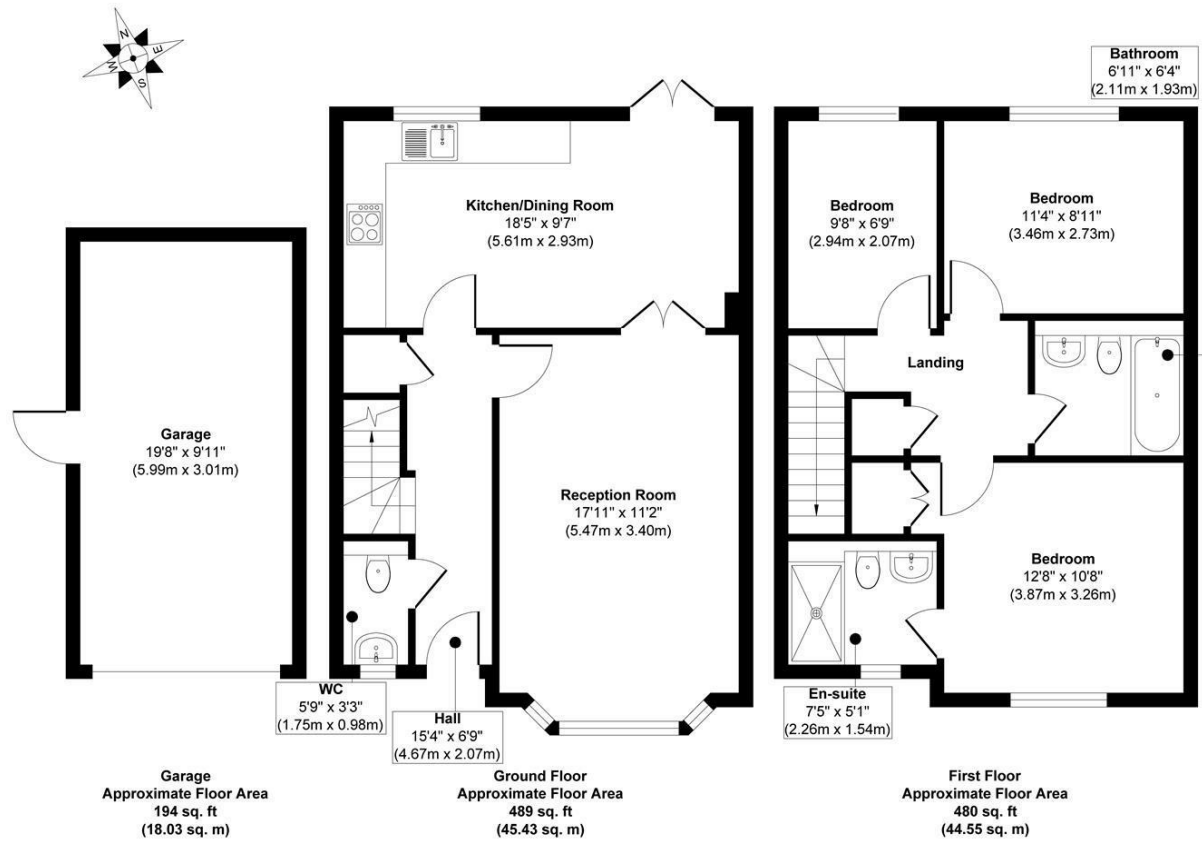 N
E
S
W
Bathroom
6'11" x 6'4"
(2.11m x 1.93m)
Kitchen/Dining Room
18'5" x 9'7"
(5.61m x 2.93m)
Bedroom
9'8" x 6'9"
(2.94m x 2.07m)
Bedroom
11'4" x 8'11"
(3.46m x 2.73m)
Landing
Garage
19'8" x 9'11"
(5.99m x 3.01m)
Reception Room
17'11" x 11'2"
(5.47m x 3.40m)
Bedroom
12'8" x 10'8"
(3.87m x 3.26m)
WC
5'9" x 3'3"
(1.75m x 0.98m)
Hall
15'4" x 6'9"
(4.67m x 2.07m)
En-suite
7'5" x 5'1"
(2.26m x 1.54m)
Garage
Approximate Floor Area
194 sq. ft
(18.03 sq. m)
Ground Floor
Approximate Floor Area
489 sq. ft
(45.43 sq. m)
First Floor
Approximate Floor Area
480 sq. ft
(44.55 sq. m)